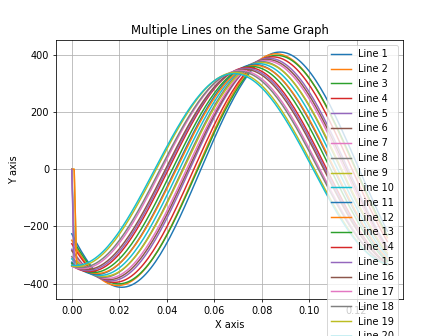 Multiple Lines on the Same Graph
Y axis
400
200
0
−200
−400
0.00
0.02
0.04
0.06
0.08
0.10
X axis
Line 1
Line 2
Line 3
Line 4
Line 5
Line 6
Line 7
Line 8
Line 9
Line 10
Line 11
Line 12
Line 13
Line 14
Line 15
Line 16
Line 17
Line 18
Line 19
Line 20